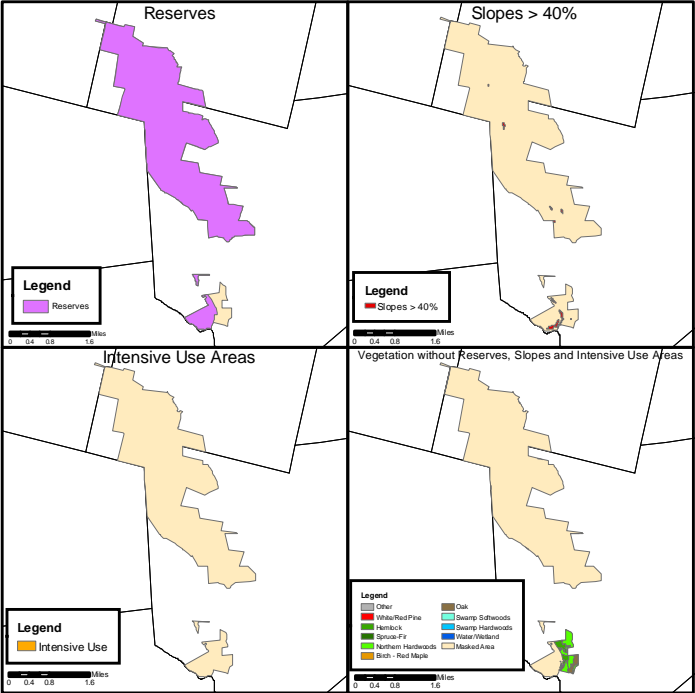 Reserves
Legend
Reserves
Miles
0 0.4 0.8 1.6
Slopes > 40%
Legend
Slopes > 40%
Miles
0 0.4 0.8 1.6
Intensive Use Areas
Legend
Intensive Use
Miles
0 0.4 0.8 1.6
Vegetation without Reserves, Slopes and Intensive Use Areas
Legend
Other
White/Red Pine
Hemlock
Spruce-Fir
Northern Hardwoods
Birch - Red Maple
Oak
Swamp Softwoods
Swamp Hardwoods
Water/Wetland
Masked Area
Miles
0 0.4 0.8 1.6